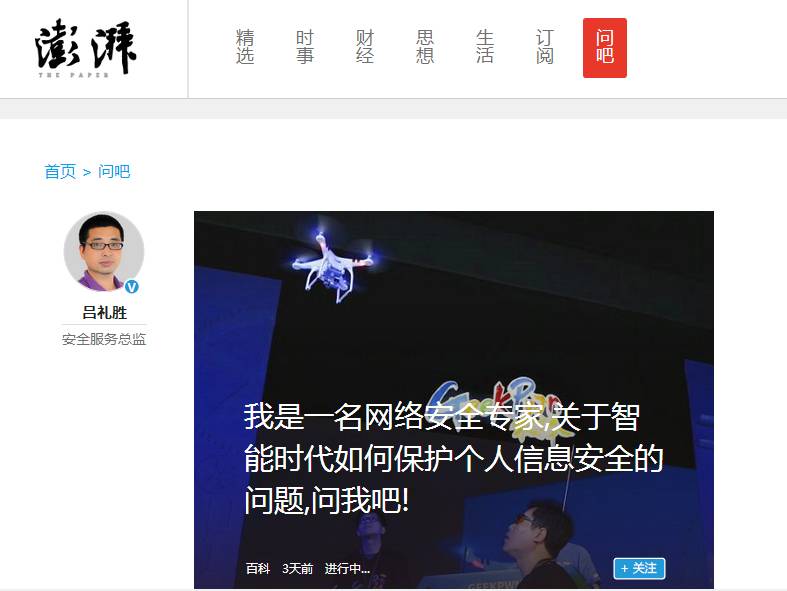 澎湃
THE PAPER
精选
时事
财经
思想
生活
订阅
问吧
首页 > 问吧
吕礼胜
安全服务总监
GeekPwn
我是一名网络安全专家,关于智
能时代如何保护个人信息安全的
问题,问我吧!
百科 3天前 进行中...
+ 关注
GEEKPWN